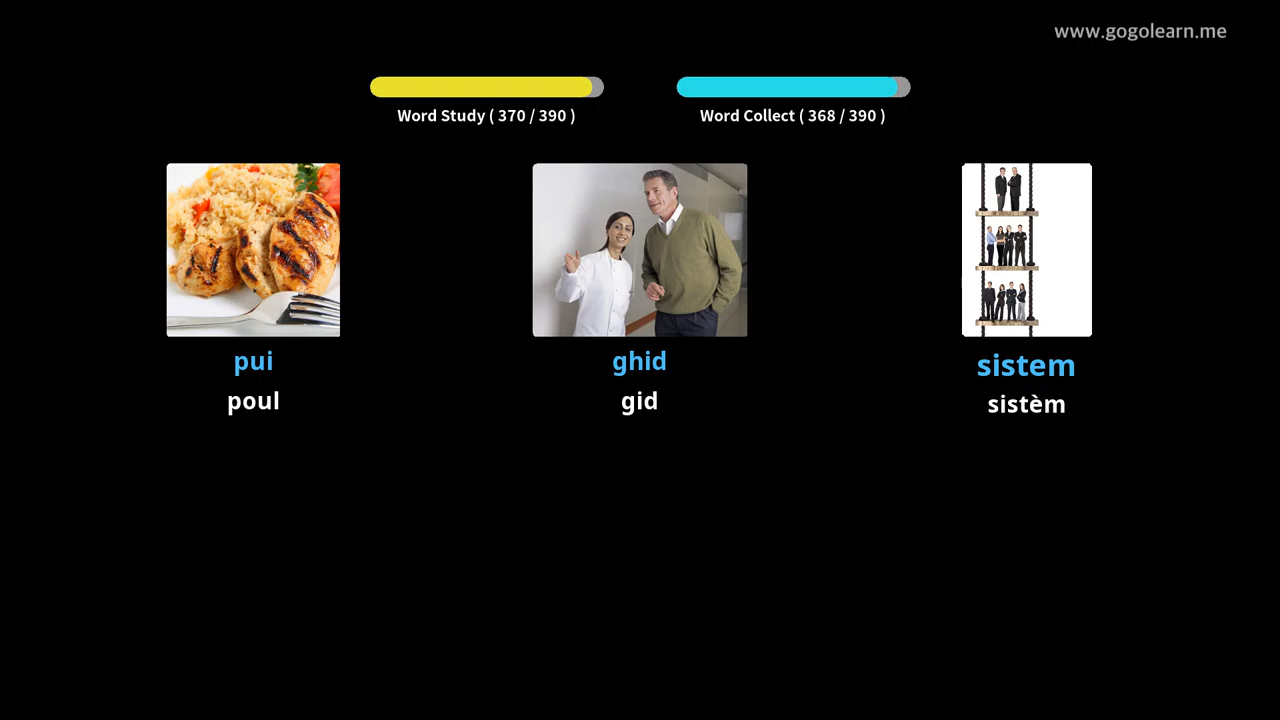 www.gogolearn.me
Word Study ( 370 / 390 )
Word Collect ( 368 / 390 )
pui
poul
ghid
gid
sistem
sistèm